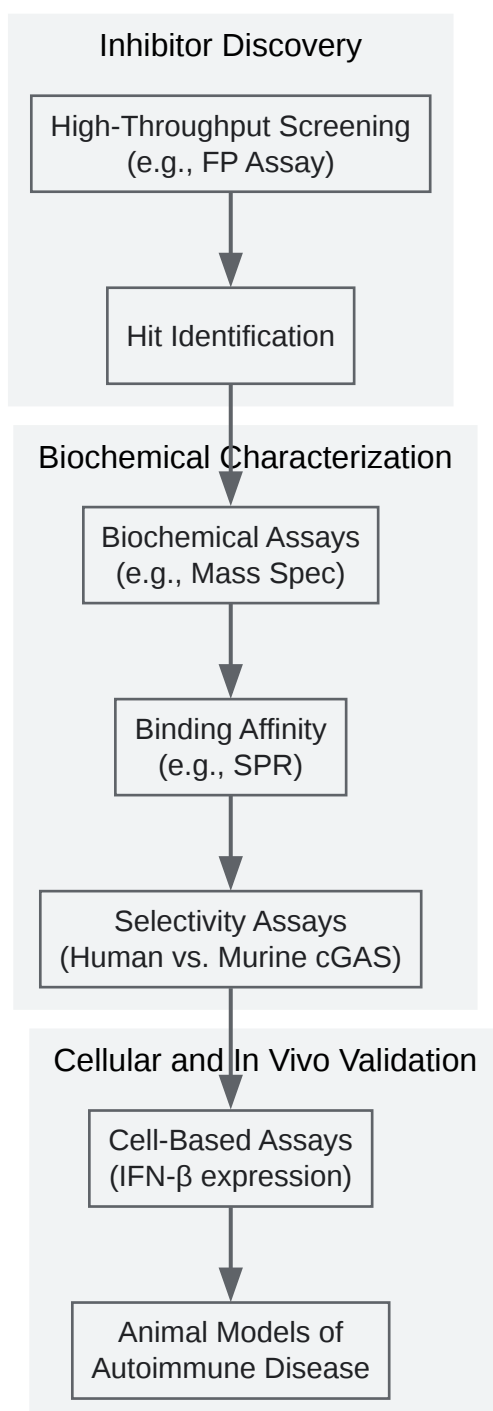 Inhibitor Discovery
High-Throughput Screening
(e.g., FP Assay)
Hit Identification
Biochemical Characterization
Biochemical Assays
(e.g., Mass Spec)
Binding Affinity
(e.g., SPR)
Selectivity Assays
(Human vs. Murine cGAS)
Cellular and In Vivo Validation
Cell-Based Assays
(IFN-β expression)
Animal Models of
Autoimmune Disease